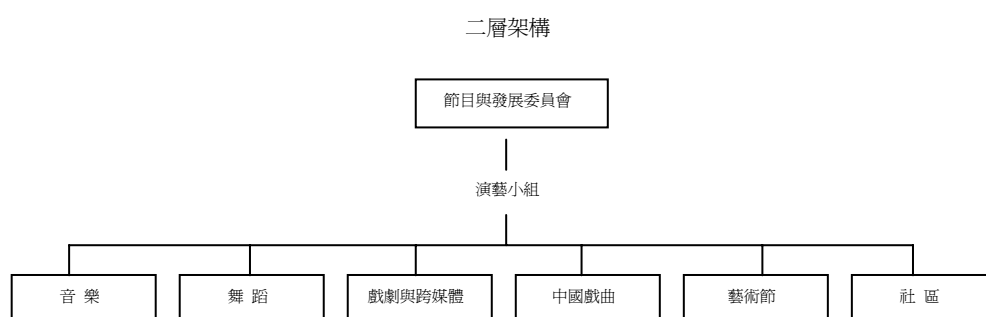 二層架構
節目與發展委員會
演藝小組
音 樂
舞 蹈
戲劇與跨媒體
中國戲曲
藝術節
社 區